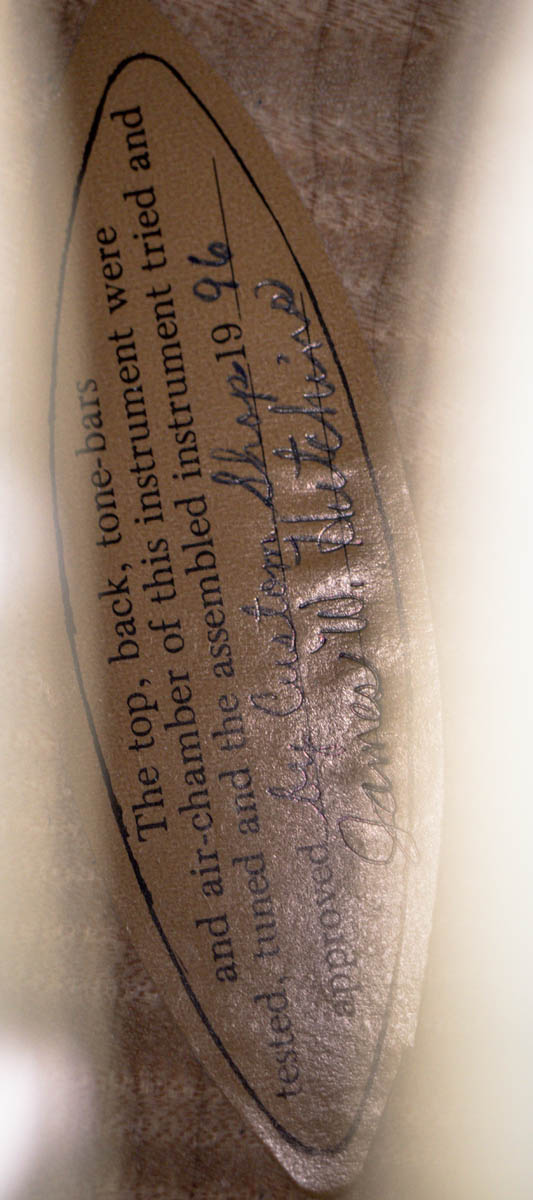 The top, back, tone-bars
and air-chamber of this instrument were
tested, tuned and the assembled instrument tried and
approved by Custom Shop 1996
James W. Hutchins